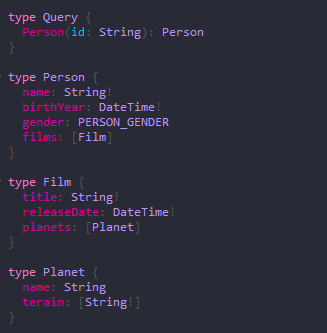 type Query {
Person(id: String): Person
}
type Person {
name: String!
birthYear: DateTime!
gender: PERSON_GENDER
films: [Film]
}
type Film {
title: String!
releaseDate: DateTime!
planets: [Planet]
}
type Planet {
name: String
terain: [String!]
}